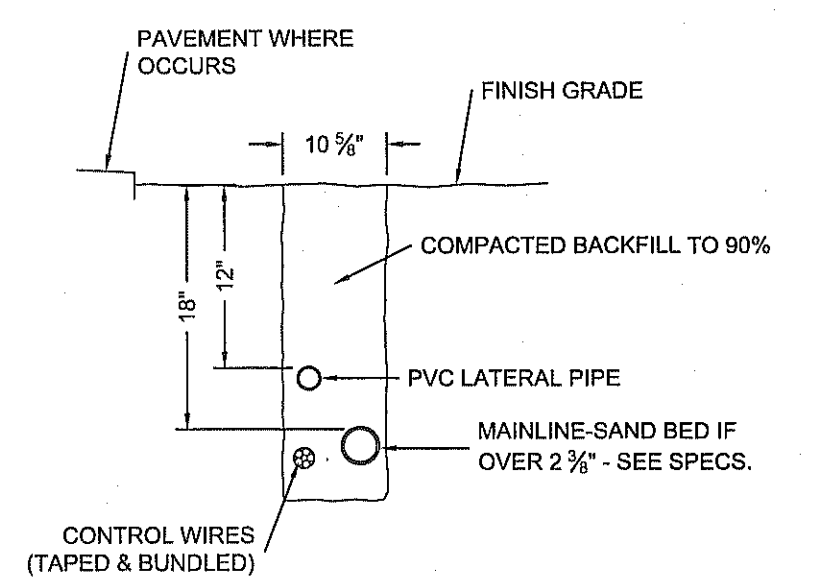 PAVEMENT WHERE
OCCURS
FINISH GRADE
10 5/8"
COMPACTED BACKFILL TO 90%
12"
18"
PVC LATERAL PIPE
MAINLINE-SAND BED IF
OVER 2 3/8" - SEE SPECS.
CONTROL WIRES
(TAPED & BUNDLED)